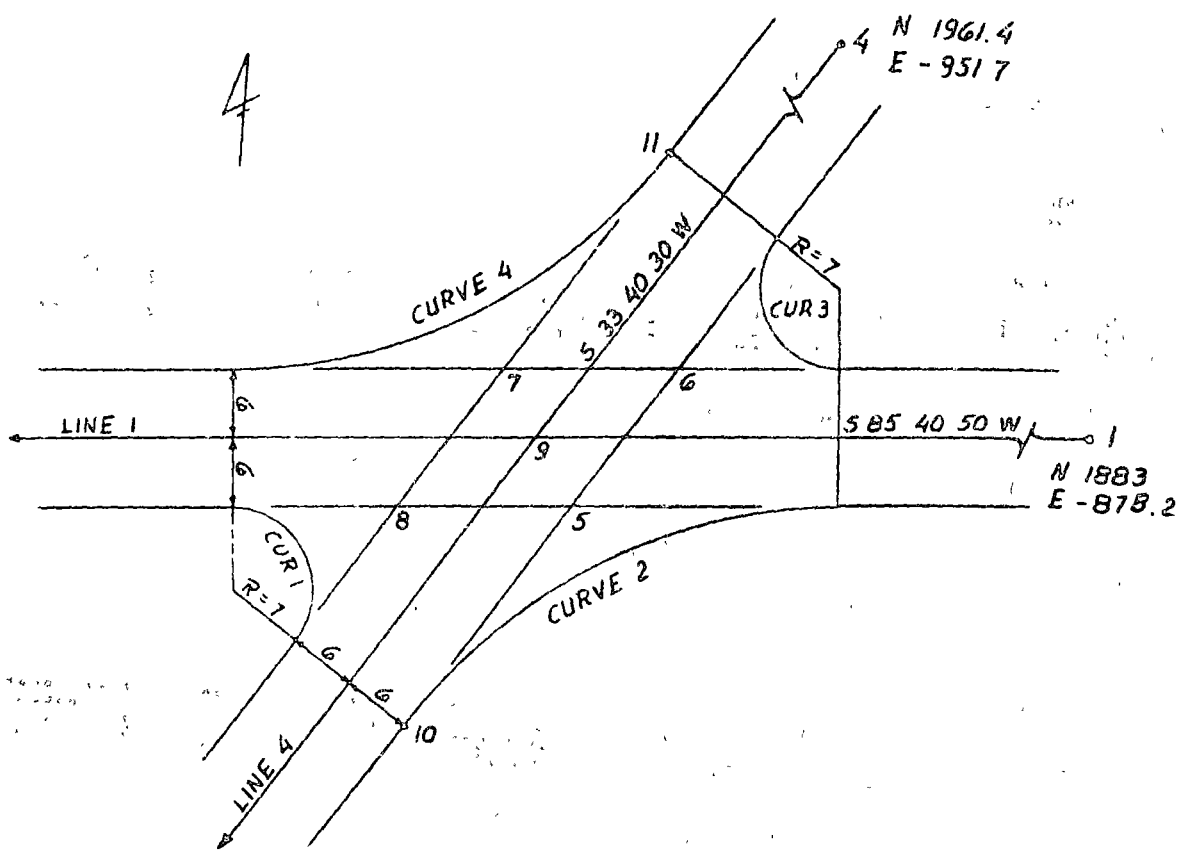 N 1961.4
4
E -951 7
11
S 33 40 30 W
R=7
CURVE 4
CUR 3
7
6
6
LINE 1
9
S 85 40 50 W
1
6
N 1883
E -878.2
8
5
CUR 1
CURVE 2
R=7
6
6
10
LINE 4